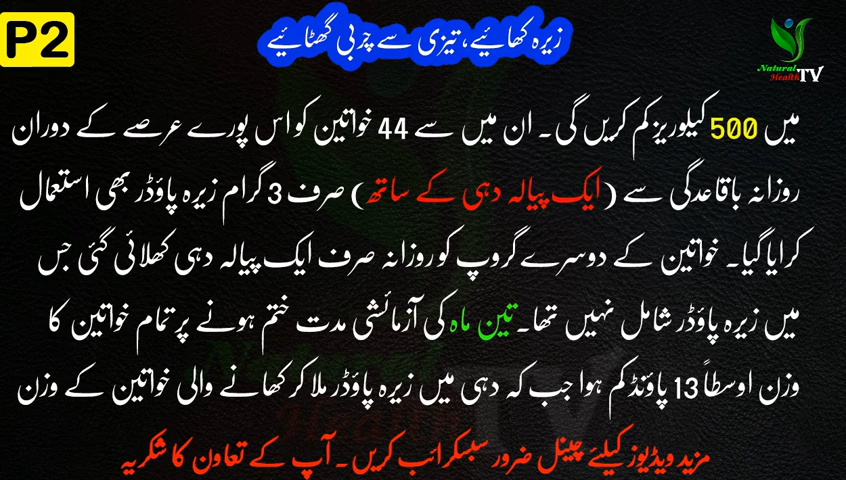 P2
زیرہ کھائیے، تیزی سے چربی گھٹائیے
Natural
Health TV
میں 500 کیلوریز کم کریں گی۔ ان میں سے 44 خواتین کو اس پورے عرصے کے دوران
روزانہ باقاعدگی سے (ایک پیالہ دہی کے ساتھ) صرف 3 گرام زیرہ پاؤڈر بھی استعمال
کرایا گیا۔ خواتین کے دوسرے گروپ کو روزانہ صرف ایک پیالہ دہی کھلائی گئی جس
میں زیرہ پاؤڈر شامل نہیں تھا۔ تین ماہ کی آزمائشی مدت ختم ہونے پر تمام خواتین کا
وزن اوسطاً 13 پاؤنڈ کم ہوا جب کہ دہی میں زیرہ پاؤڈر ملا کر کھانے والی خواتین کے وزن
Natural
Health TV
مزید ویڈیوز کیلئے چینل ضرور سبسکرائب کریں۔ آپ کے تعاون کا شکریہ